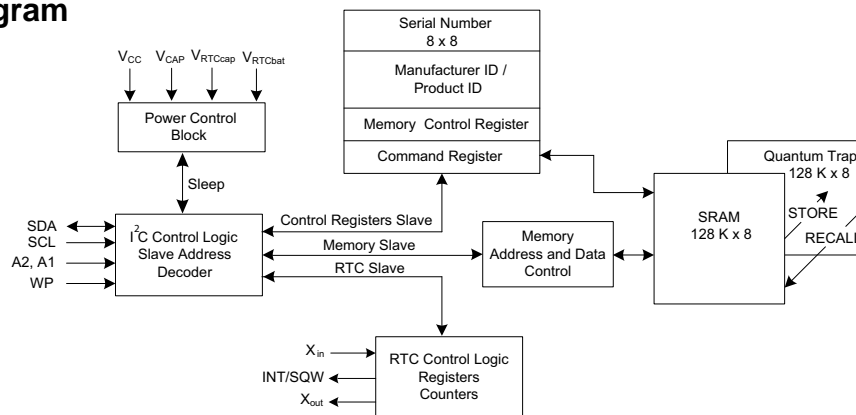 gram
Serial Number
8 x 8
Manufacturer ID /
Product ID
Memory Control Register
Command Register
VCC VCAP VRTCcap VRTCbat
Power Control
Block
Sleep
Quantum Trap
128 K x 8
SRAM
128 K x 8
STORE
RECALL
SDA
SCL
A2, A1
WP
I2C Control Logic
Slave Address
Decoder
Control Registers Slave
Memory Slave
RTC Slave
Memory
Address and Data
Control
Xin
INT/SQW
Xout
RTC Control Logic
Registers
Counters